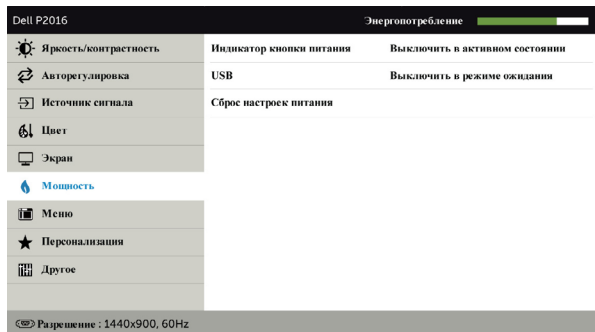 Dell P2016 Энергопотребление
Яркость/контрастность Индикатор кнопки питания Выключить в активном состоянии
Авторегулировка USB Выключить в режиме ожидания
Источник сигнала Сброс настроек питания
Цвет
Экран
Мощность
Меню
Персонализация
Другое
Разрешение : 1440x900, 60Hz